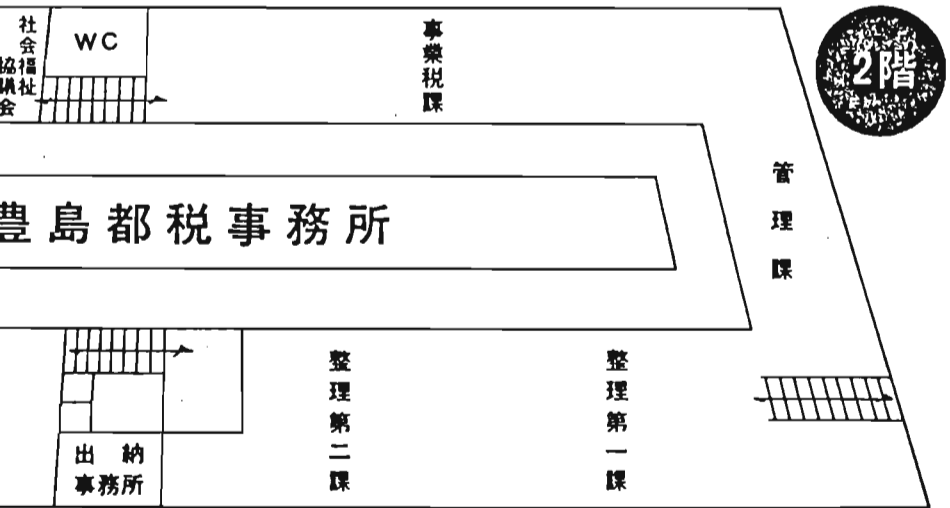 社会福祉
協議会
WC
事業税課
2階
管理課
豊島都税事務所
整理第二課
整理第一課
出納
事務所